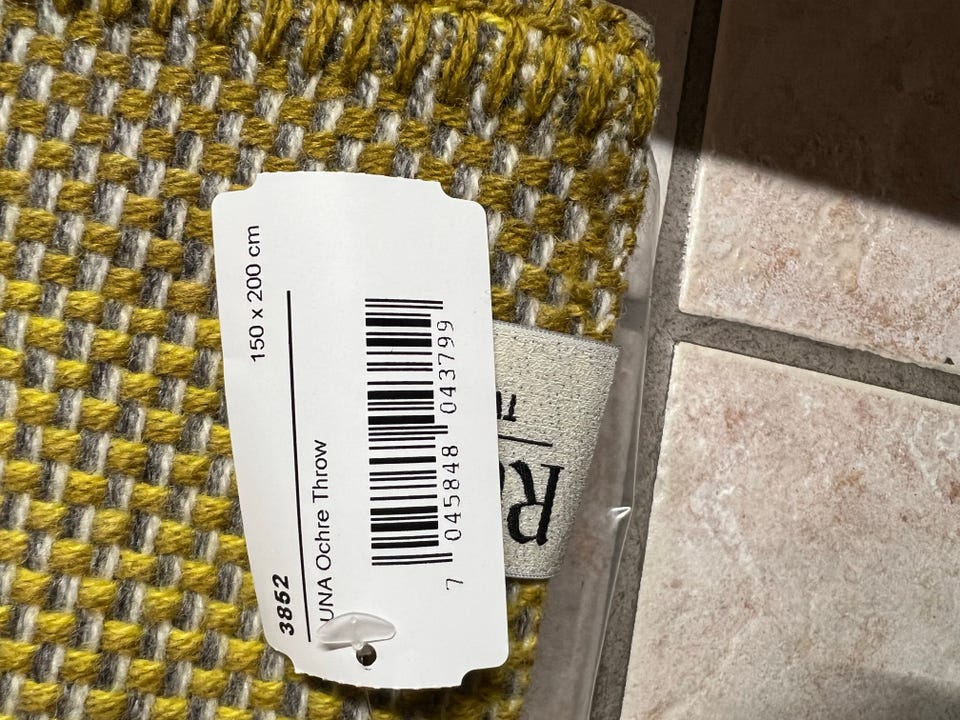 3852
150 x 200 cm
UNA Ochre Throw
7 045848 043799